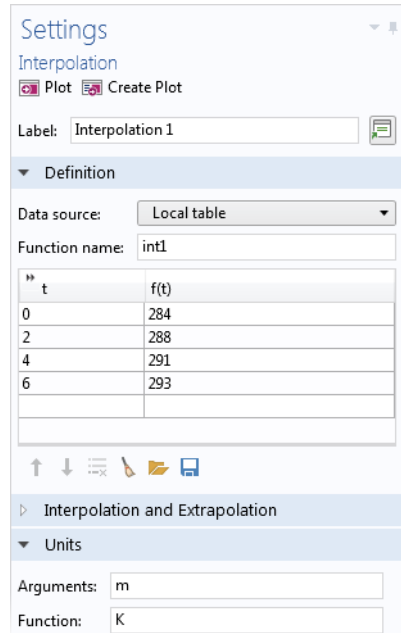 Settings
Interpolation
Plot Create Plot
Label: Interpolation 1
Definition
Data source: Local table
Function name: int1
t f(t)
0 284
2 288
4 291
6 293
Interpolation and Extrapolation
Units
Arguments: m
Function: K